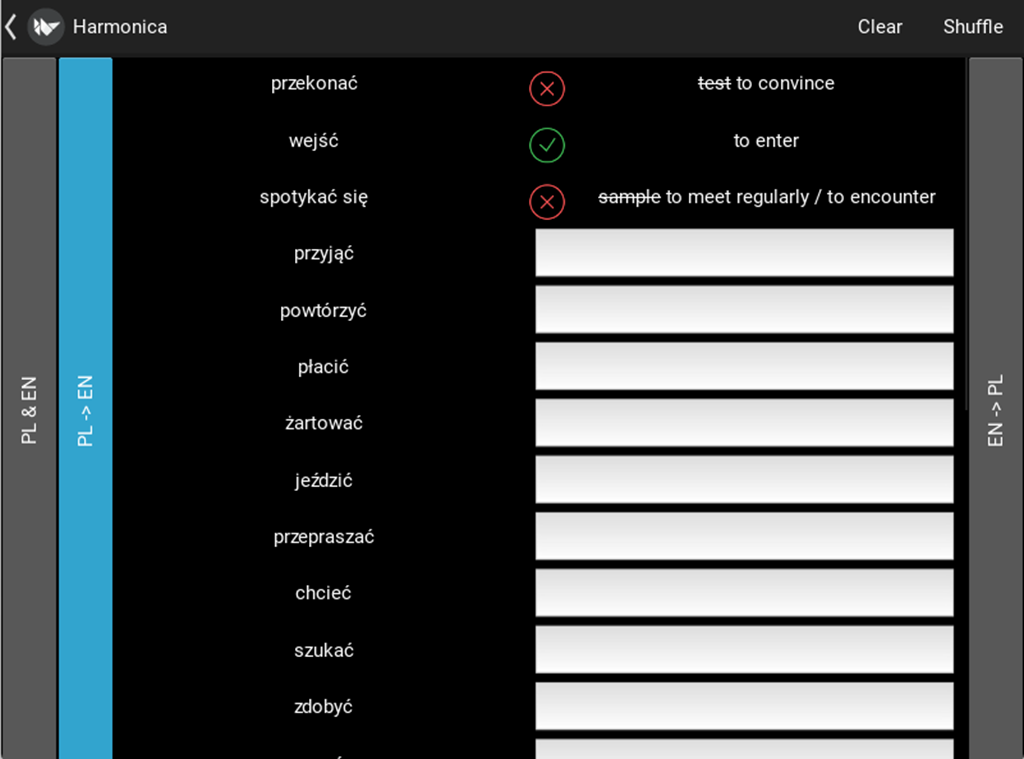 Harmonica Clear Shuffle
PL & EN
PL -> EN
przekonać test to convince
wejść to enter
spotykać się sample to meet regularly / to encounter
przyjąć
powtórzyć
płacić
żartować
jeździć
przepraszać
chcieć
szukać
zdobyć
EN -> PL